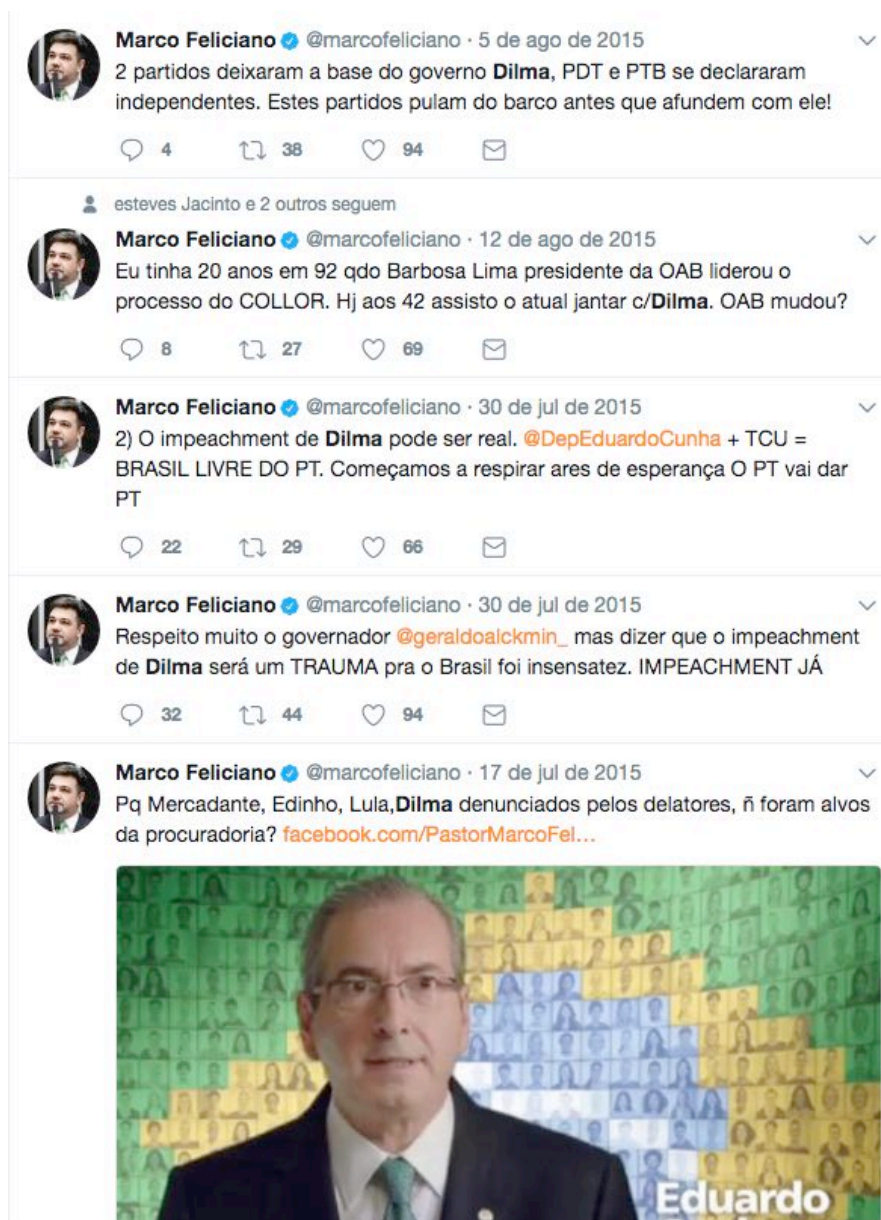 Marco Feliciano @marcofeliciano · 5 de ago de 2015
2 partidos deixaram a base do governo Dilma, PDT e PTB se declararam
independentes. Estes partidos pulam do barco antes que afundem com ele!
4 38 94
esteves Jacinto e 2 outros seguem
Marco Feliciano @marcofeliciano · 12 de ago de 2015
Eu tinha 20 anos em 92 qdo Barbosa Lima presidente da OAB liderou o
processo do COLLOR. Hj aos 42 assisto o atual jantar c/Dilma. OAB mudou?
8 27 69
Marco Feliciano @marcofeliciano · 30 de jul de 2015
2) O impeachment de Dilma pode ser real. @DepEduardoCunha + TCU =
BRASIL LIVRE DO PT. Começamos a respirar ares de esperança O PT vai dar
PT
22 29 66
Marco Feliciano @marcofeliciano · 30 de jul de 2015
Respeito muito o governador @geraldoalckmin_ mas dizer que o impeachment
de Dilma será um TRAUMA pra o Brasil foi insensatez. IMPEACHMENT JÁ
32 44 94
Marco Feliciano @marcofeliciano · 17 de jul de 2015
Pq Mercadante, Edinho, Lula,Dilma denunciados pelos delatores, ñ foram alvos
da procuradoria? facebook.com/PastorMarcoFel...
Eduardo